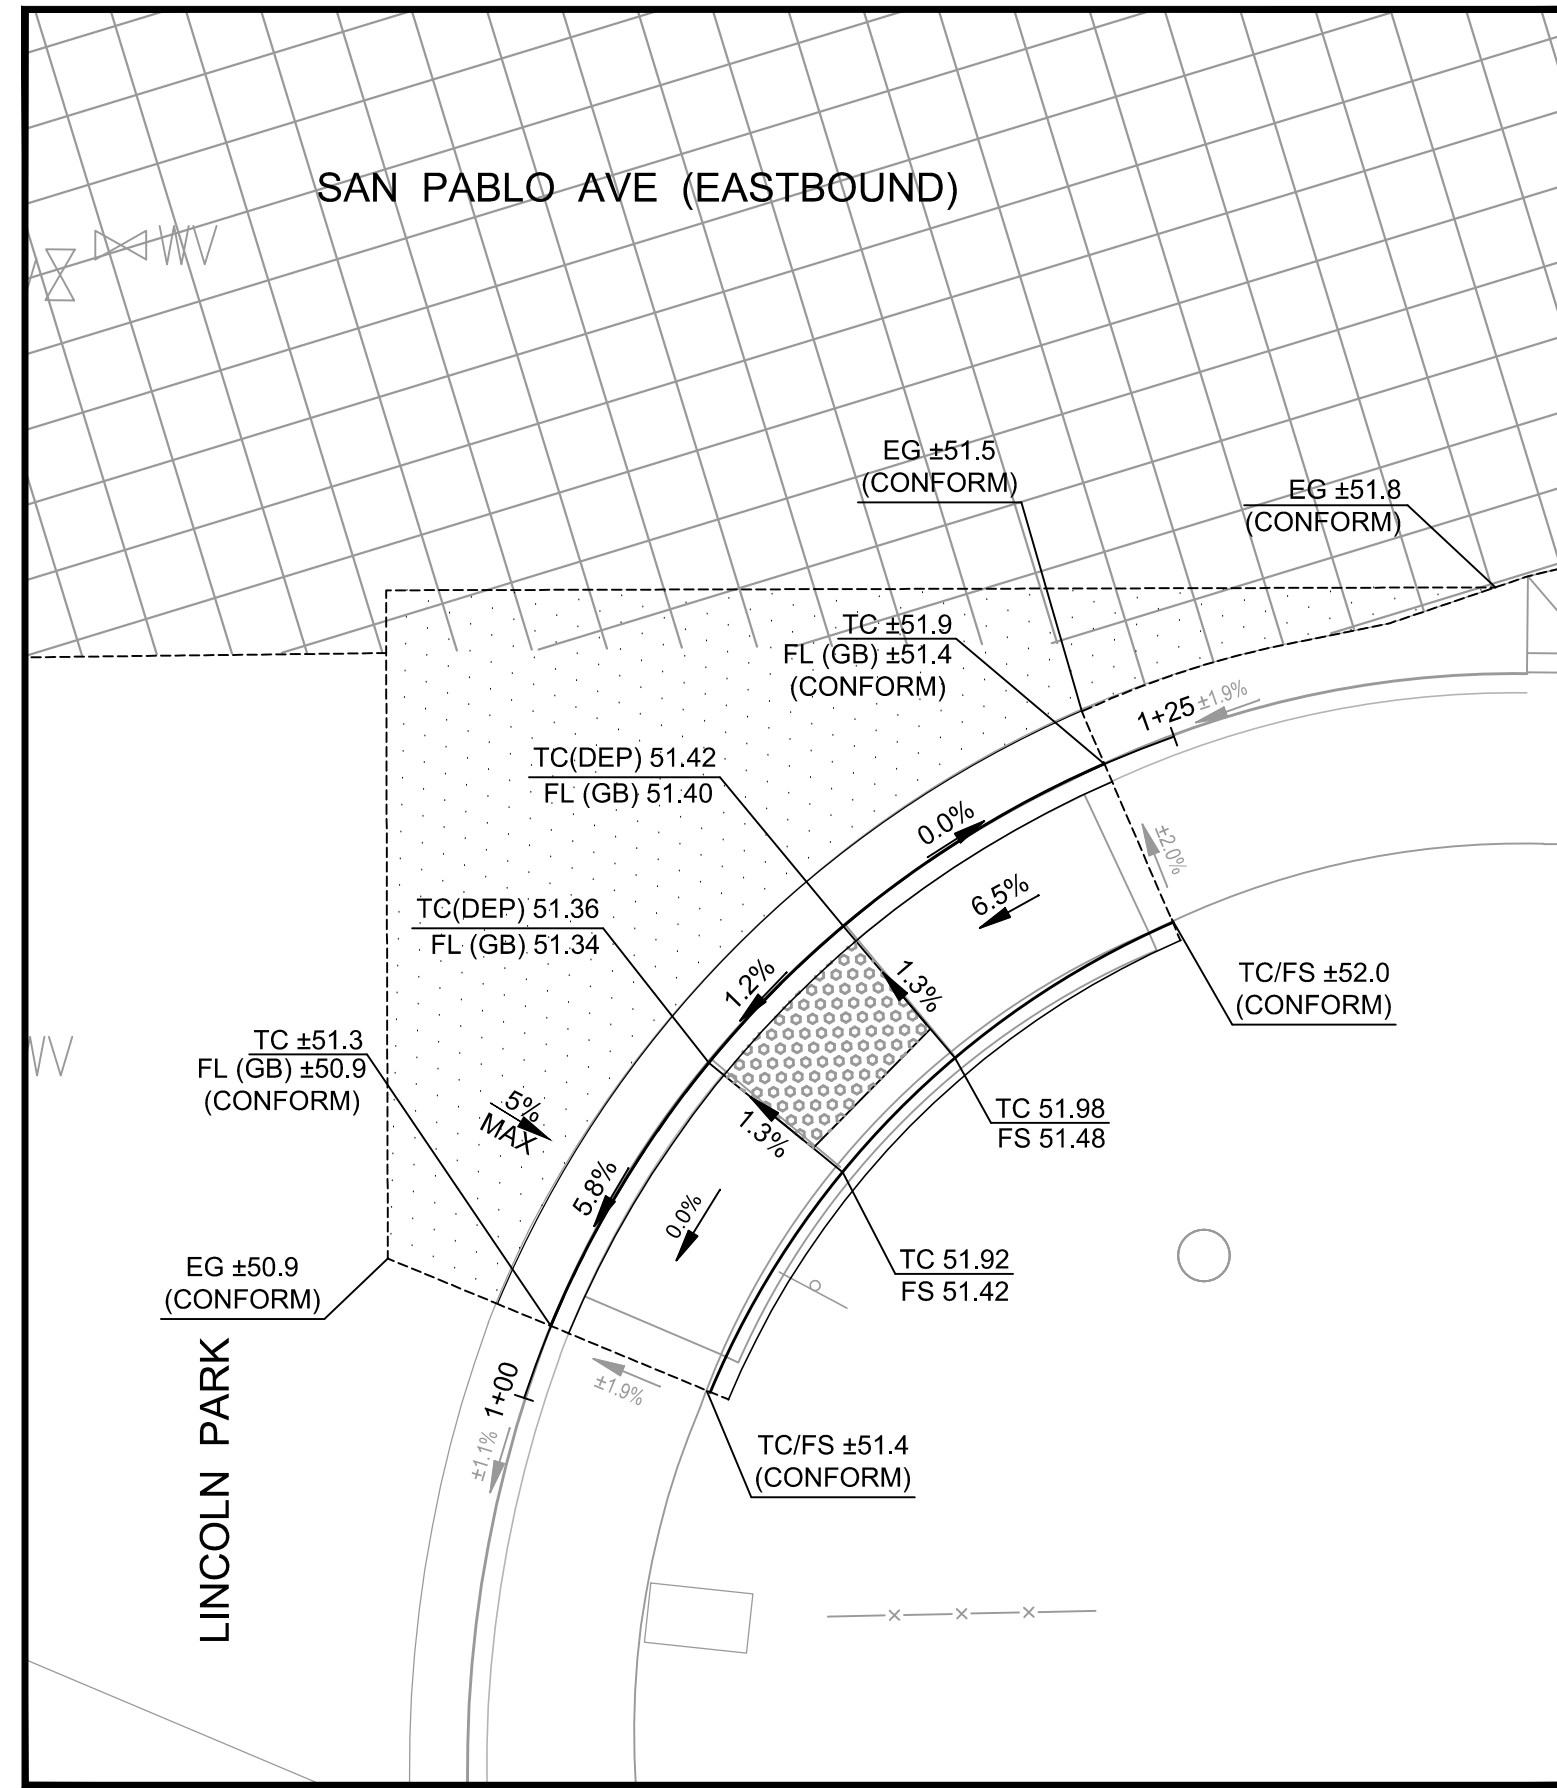 SAN PABLO AVE (EASTBOUND)
WV
EG ±51.5
(CONFORM)
EG ±51.8
(CONFORM)
TC ±51.9
FL (GB) ±51.4
(CONFORM)
1+25
±1.9%
TC(DEP) 51.42
FL (GB) 51.40
0.0%
±2.0%
6.5%
TC(DEP) 51.36
FL (GB) 51.34
1.2%
1.3%
TC/FS ±52.0
(CONFORM)
TC ±51.3
FL (GB) ±50.9
(CONFORM)
WV
5%
MAX
1.3%
TC 51.98
FS 51.48
5.8%
0.0%
EG ±50.9
(CONFORM)
TC 51.92
FS 51.42
LINCOLN PARK
1+00
±1.9%
±1.1%
TC/FS ±51.4
(CONFORM)